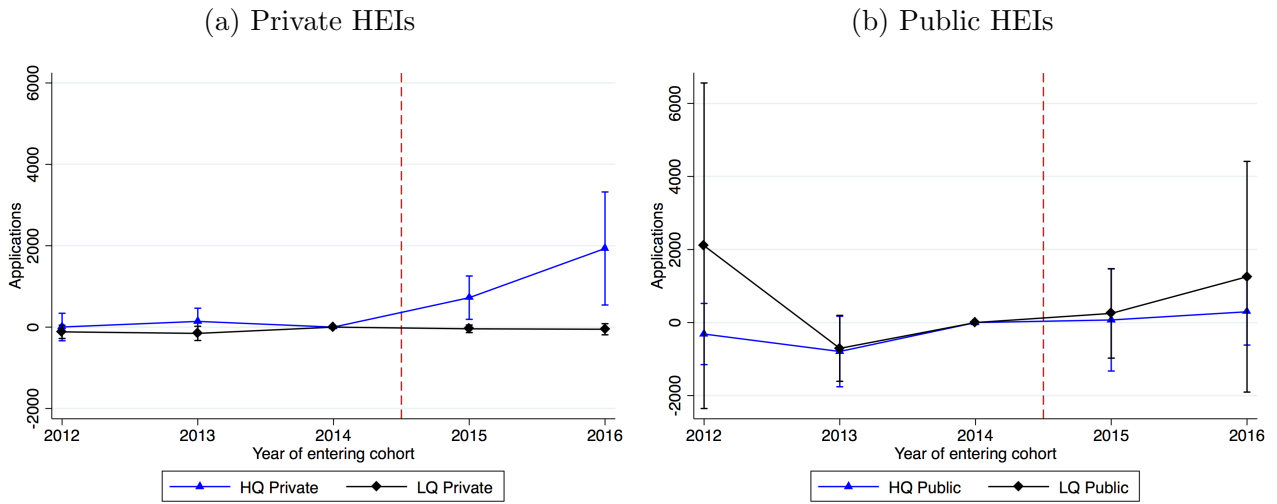 (a) Private HEIs
Applications
6000
4000
2000
0
-2000
2012 2013 2014 2015 2016
Year of entering cohort
HQ Private LQ Private
(b) Public HEIs
Applications
6000
4000
2000
0
-2000
2012 2013 2014 2015 2016
Year of entering cohort
HQ Public LQ Public